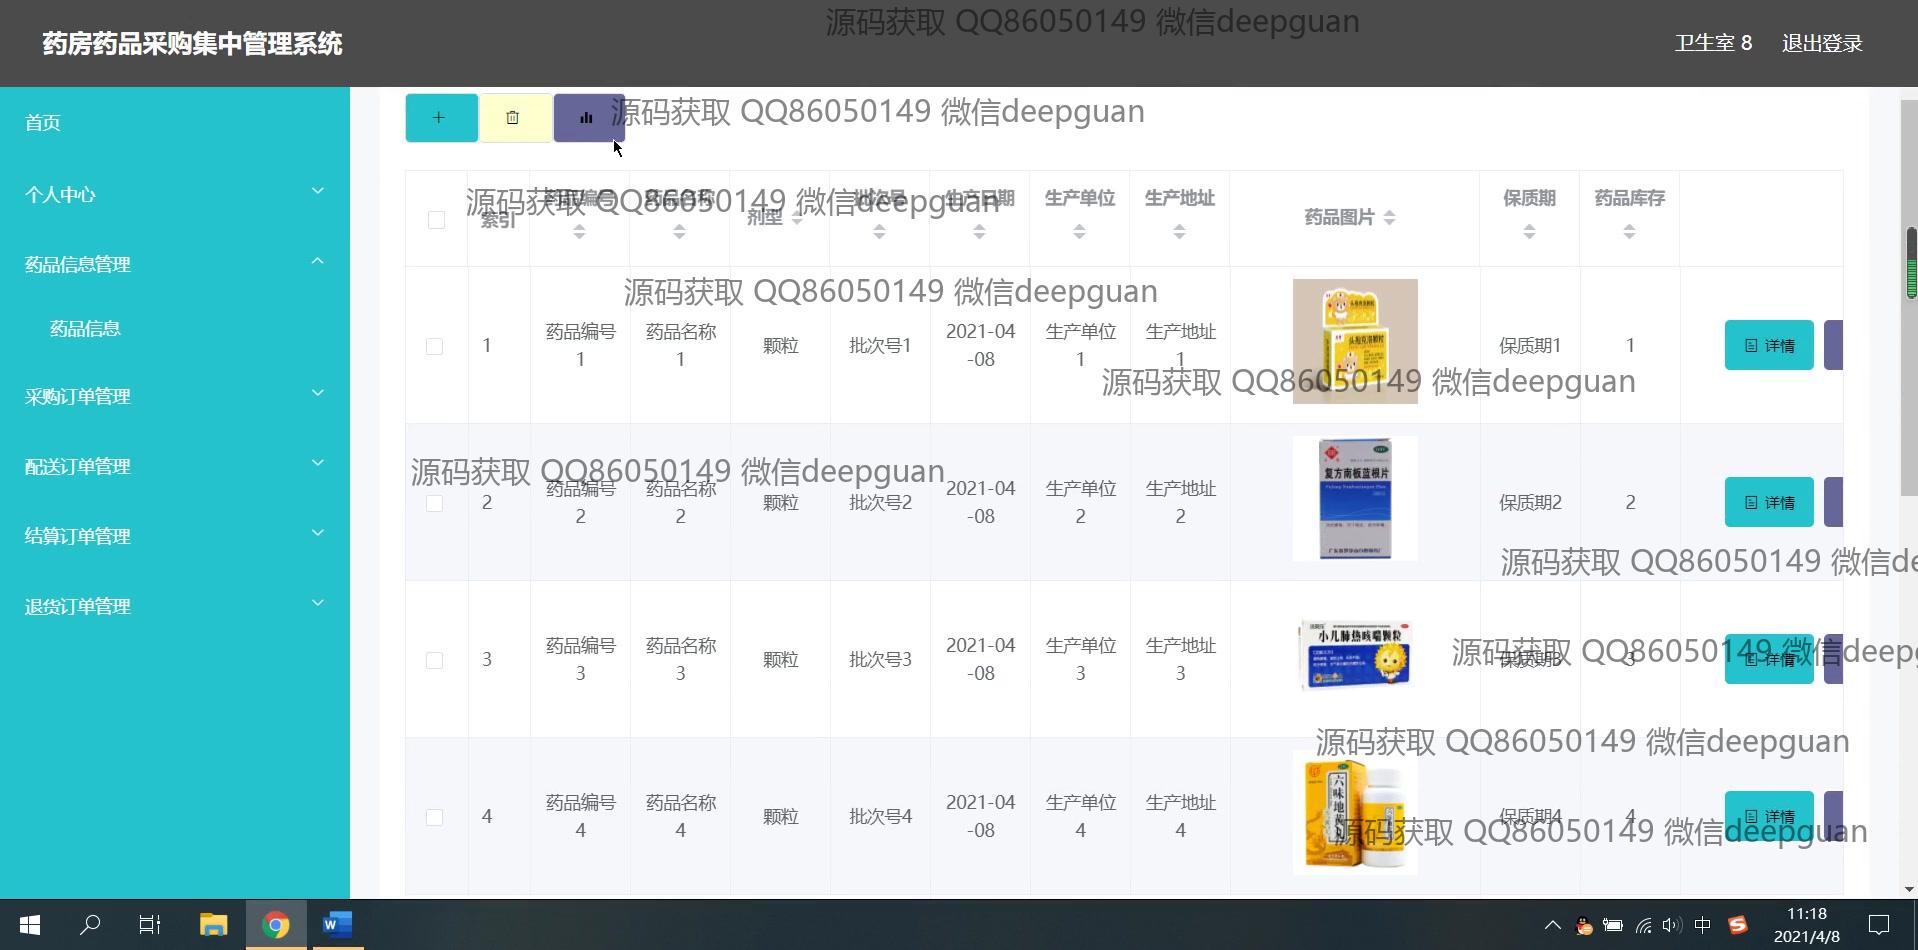 源码获取 QQ86050149 微信deepguan
药房药品采购集中管理系统
卫生室 8 退出登录
首页
个人中心
药品信息管理
药品信息
采购订单管理
配送订单管理
结算订单管理
退货订单管理
源码获取 QQ86050149 微信deepguan
源码获取 QQ86050149 微信deepguan
索引 药品编号 药品名称 剂型 批次号 生产日期 生产单位 生产地址 药品图片 保质期 药品库存
源码获取 QQ86050149 微信deepguan
1 药品编号1 药品名称1 颗粒 批次号1 2021-04-08 生产单位1 生产地址1 保质期1 1 详情
源码获取 QQ86050149 微信deepguan
复方南板蓝根片
源码获取 QQ86050149 微信deepguan
2 药品编号2 药品名称2 颗粒 批次号2 2021-04-08 生产单位2 生产地址2 保质期2 2 详情
源码获取 QQ86050149 微信de
小儿肺热咳喘颗粒
3 药品编号3 药品名称3 颗粒 批次号3 2021-04-08 生产单位3 生产地址3 保质期3 3 详情
源码获取 QQ86050149 微信deep
源码获取 QQ86050149 微信deepguan
六味地黄丸
4 药品编号4 药品名称4 颗粒 批次号4 2021-04-08 生产单位4 生产地址4 保质期4 4 详情
源码获取 QQ86050149 微信deepguan
中
11:18
2021/4/8